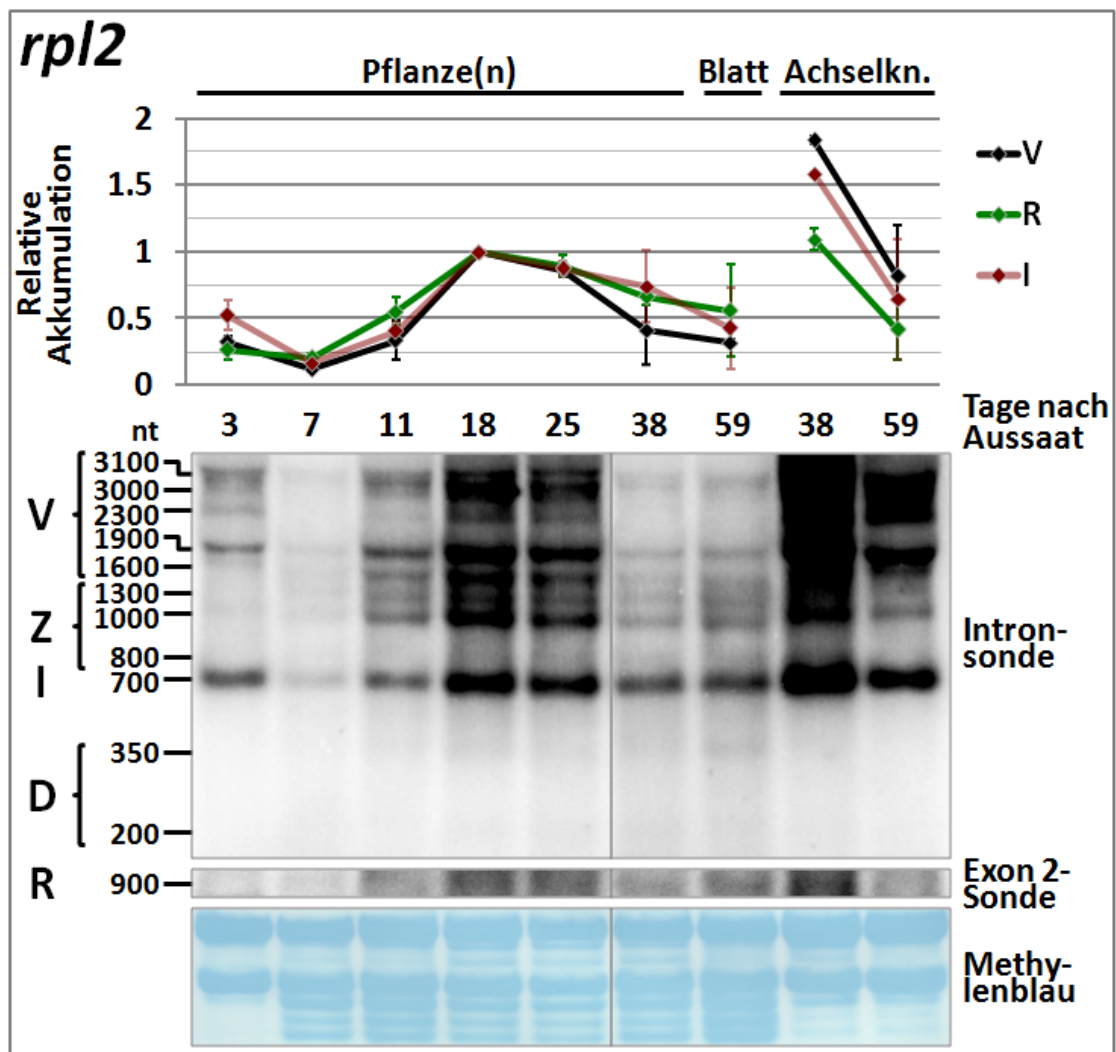 rpl2
Pflanze(n) Blatt Achselkn.
Relative
Akkumulation
2
1.5
1
0.5
0
V
R
I
nt 3 7 11 18 25 38 59 38 59
Tage nach
Aussaat
V
3100
3000
2300
1900
1600
Z
1300
1000
800
I
700
D
350
200
Intron-
sonde
R 900
Exon 2-
Sonde
Methy-
lenblau